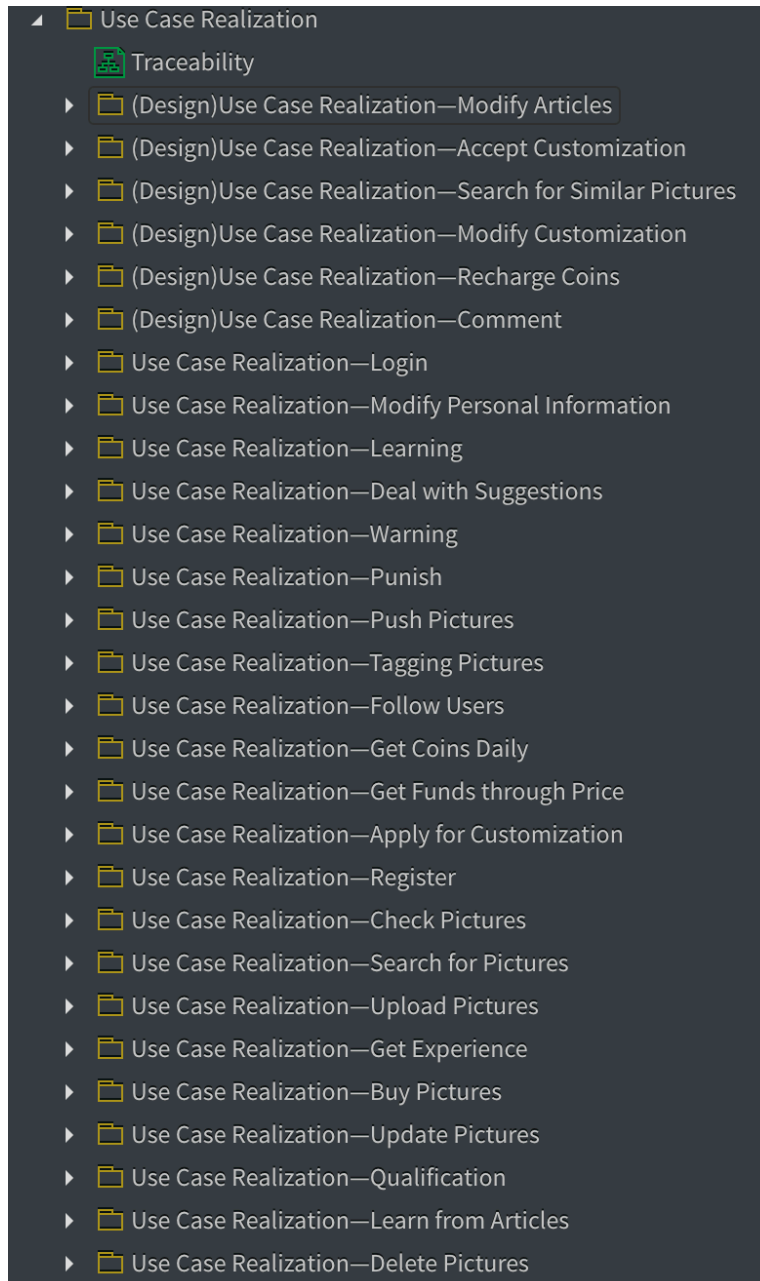 Use Case Realization
Traceability
(Design)Use Case Realization—Modify Articles
(Design)Use Case Realization—Accept Customization
(Design)Use Case Realization—Search for Similar Pictures
(Design)Use Case Realization—Modify Customization
(Design)Use Case Realization—Recharge Coins
(Design)Use Case Realization—Comment
Use Case Realization—Login
Use Case Realization—Modify Personal Information
Use Case Realization—Learning
Use Case Realization—Deal with Suggestions
Use Case Realization—Warning
Use Case Realization—Punish
Use Case Realization—Push Pictures
Use Case Realization—Tagging Pictures
Use Case Realization—Follow Users
Use Case Realization—Get Coins Daily
Use Case Realization—Get Funds through Price
Use Case Realization—Apply for Customization
Use Case Realization—Register
Use Case Realization—Check Pictures
Use Case Realization—Search for Pictures
Use Case Realization—Upload Pictures
Use Case Realization—Get Experience
Use Case Realization—Buy Pictures
Use Case Realization—Update Pictures
Use Case Realization—Qualification
Use Case Realization—Learn from Articles
Use Case Realization—Delete Pictures